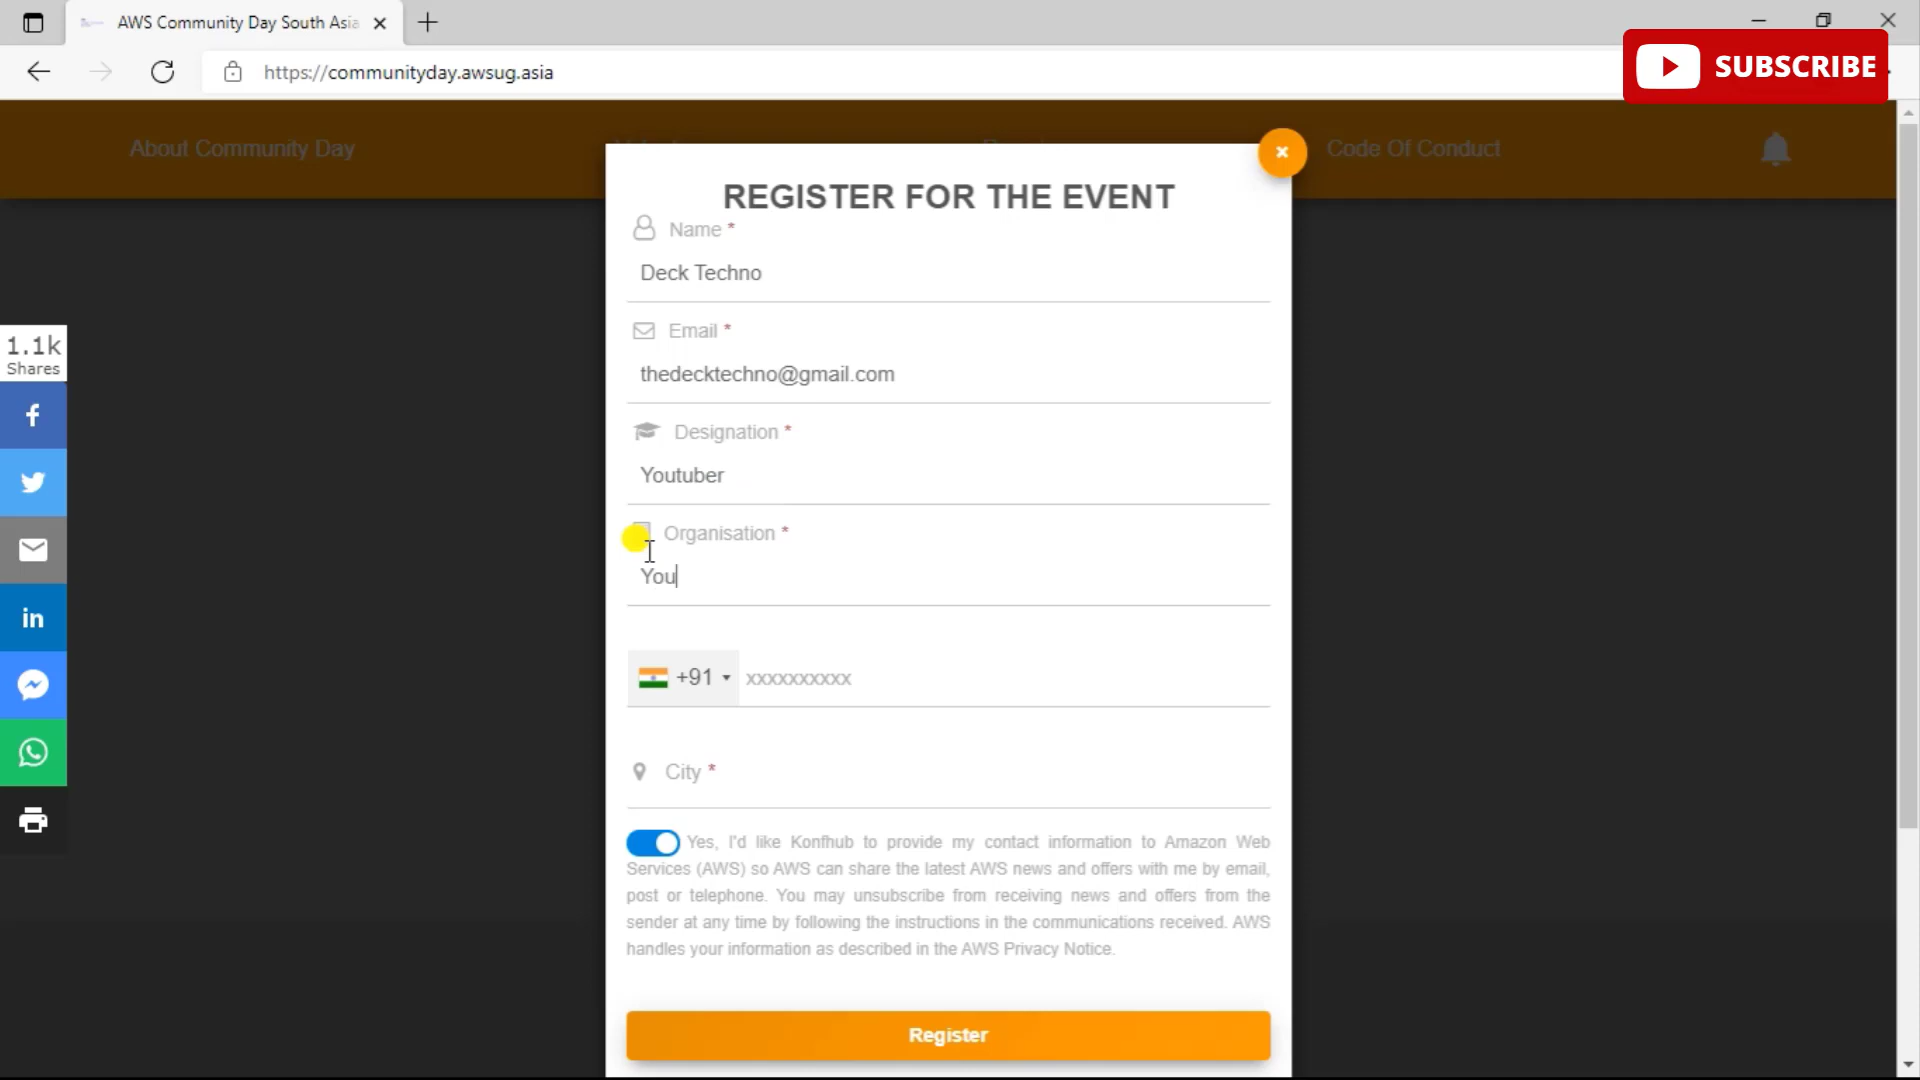 AWS Community Day South Asia
https://communityday.awsug.asia
SUBSCRIBE
About Community Day
Code Of Conduct
REGISTER FOR THE EVENT
Name *
Deck Techno
Email *
thedecktechno@gmail.com
Designation *
Youtuber
Organisation *
You
+91 xxxxxxxxxx
City *
Yes, I'd like Konfhub to provide my contact information to Amazon Web
Services (AWS) so AWS can share the latest AWS news and offers with me by email,
post or telephone. You may unsubscribe from receiving news and offers from the
sender at any time by following the instructions in the communications received. AWS
handles your information as described in the AWS Privacy Notice.
Register
1.1k
Shares
f
in